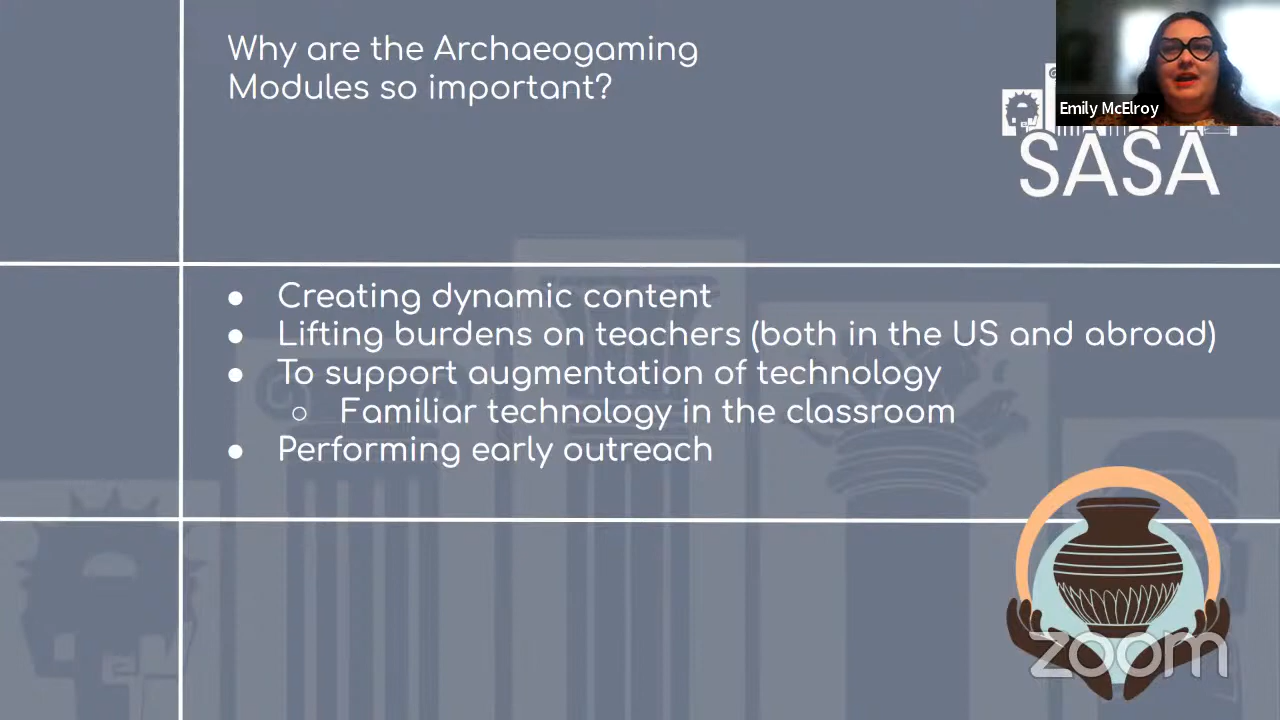 Why are the Archaeogaming
Modules so important?
Emily McElroy
SASA
● Creating dynamic content
● Lifting burdens on teachers (both in the US and abroad)
● To support augmentation of technology
○ Familiar technology in the classroom
● Performing early outreach
zoom